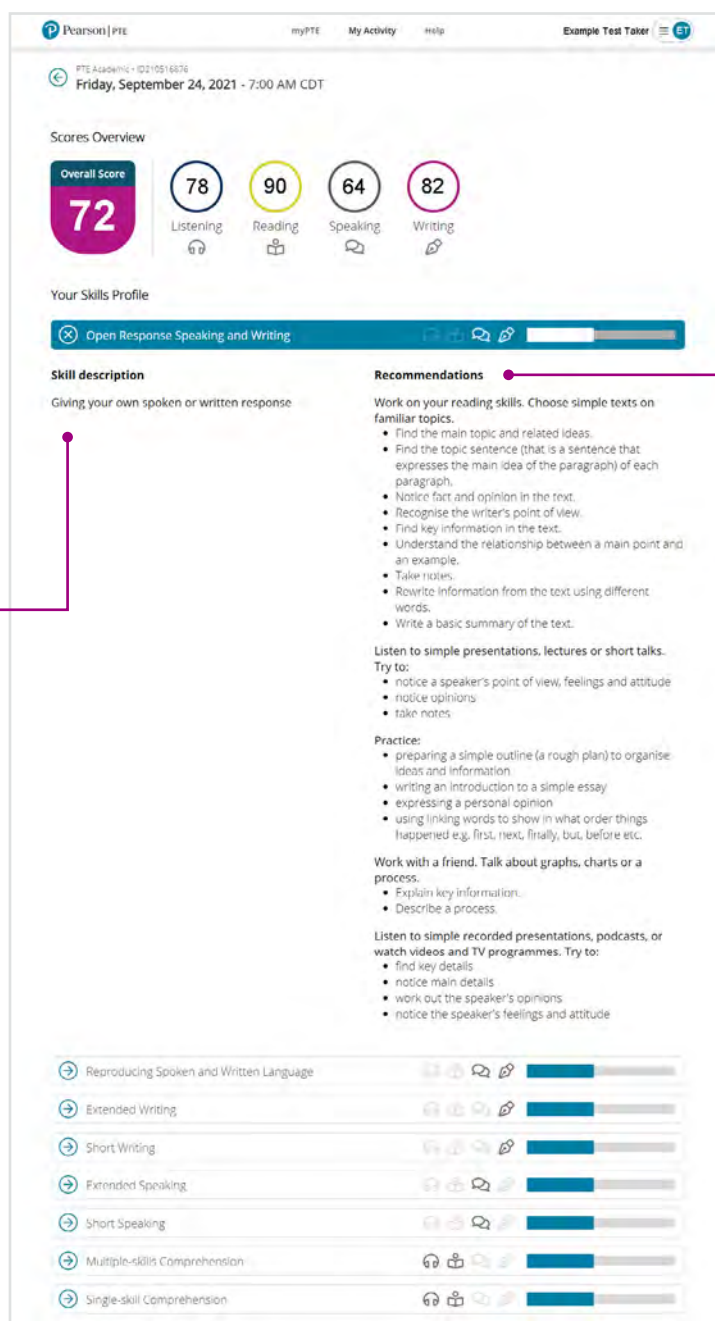 Pearson | PTE
myPTE
My Activity
Help
Example Test Taker
ET
PTE Academic • ID210516676
Friday, September 24, 2021 - 7:00 AM CDT
Scores Overview
Overall Score
72
78
Listening
90
Reading
64
Speaking
82
Writing
Your Skills Profile
Open Response Speaking and Writing
Skill description
Giving your own spoken or written response
Recommendations
Work on your reading skills. Choose simple texts on
familiar topics.
• Find the main topic and related ideas.
• Find the topic sentence (that is a sentence that
expresses the main idea of the paragraph) of each
paragraph.
• Notice fact and opinion in the text.
• Recognise the writer's point of view.
• Find key information in the text.
• Understand the relationship between a main point and
an example.
• Take notes.
• Rewrite information from the text using different
words.
• Write a basic summary of the text.
Listen to simple presentations, lectures or short talks.
Try to:
• notice a speaker's point of view, feelings and attitude
• notice opinions
• take notes
Practice:
• preparing a simple outline (a rough plan) to organise
ideas and information
• writing an introduction to a simple essay
• expressing a personal opinion
• using linking words to show in what order things
happened e.g. first, next, finally, but, before etc.
Work with a friend. Talk about graphs, charts or a
process.
• Explain key information.
• Describe a process.
Listen to simple recorded presentations, podcasts, or
watch videos and TV programmes. Try to:
• find key details
• notice main details
• work out the speaker's opinions
• notice the speaker's feelings and attitude
Reproducing Spoken and Written Language
Extended Writing
Short Writing
Extended Speaking
Short Speaking
Multiple-skills Comprehension
Single-skill Comprehension